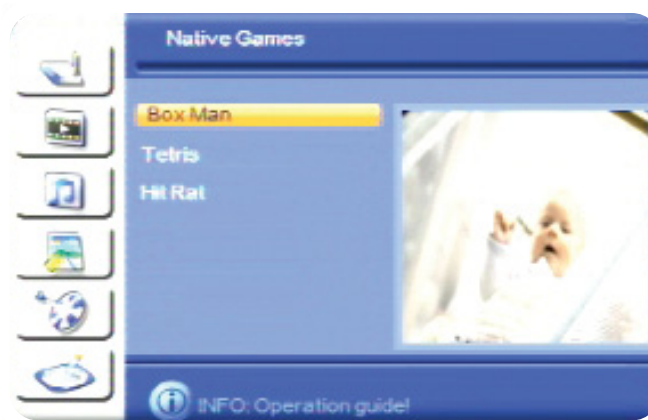 Native Games
Box Man
Tetris
Hit Rat
INFO: Operation guide!